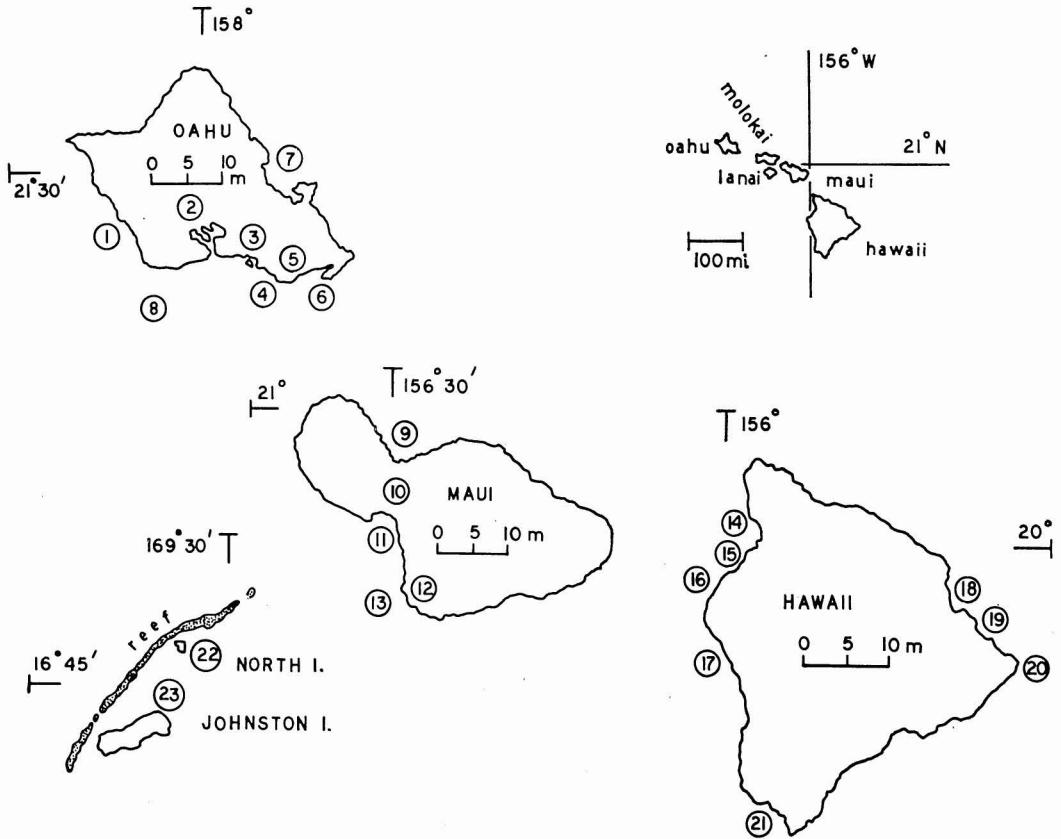 158°
OAHU
0 5 10
m
21°30'
1
2
3
4
5
6
7
8
156°W
molokai
oahu
21°N
lanai
maui
100mi
hawaii
21°
156°30'
9
10
MAUI
0 5 10 m
11
12
13
156°
14
15
16
20°
HAWAII
0 5 10 m
17
18
19
20
21
169°30'
reef
16°45'
22
NORTH I.
23
JOHNSTON I.